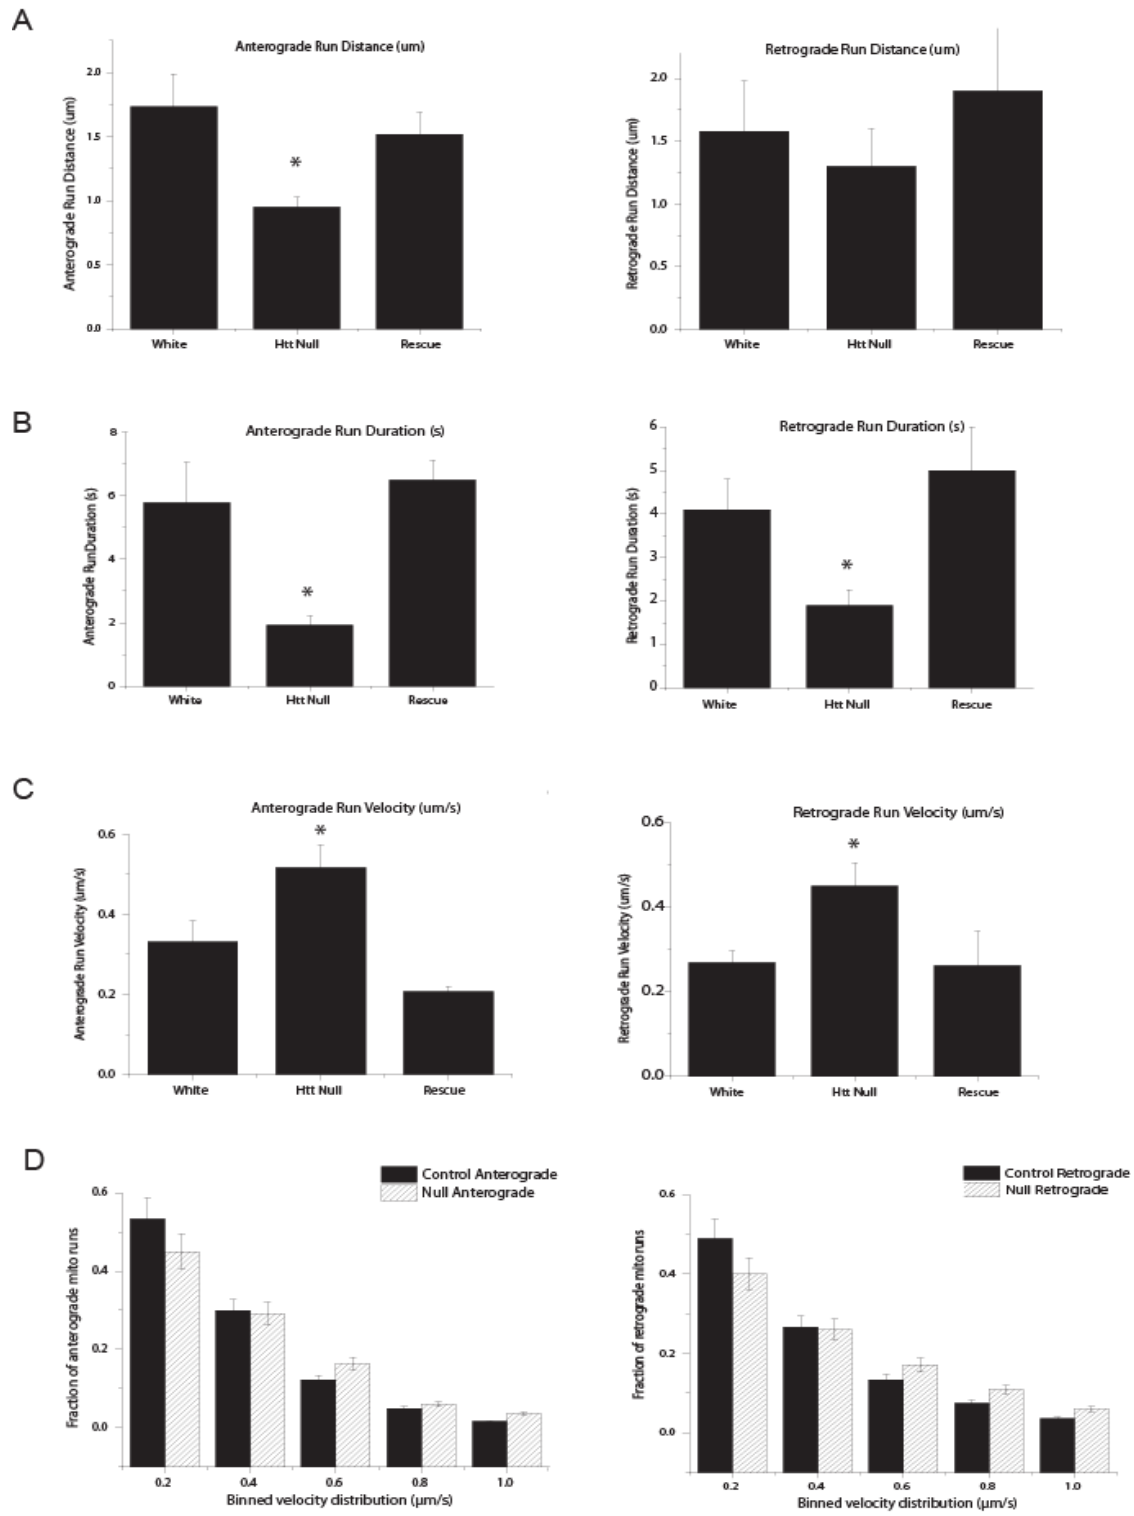 A
Anterograde Run Distance (um)
Anterograde Run Distance (um)
2.0
1.5
1.0
0.5
0.0
*
White
Htt Null
Rescue
Retrograde Run Distance (um)
Retrograde Run Distance (um)
2.0
1.5
1.0
0.5
0.0
White
Htt Null
Rescue
B
Anterograde Run Duration (s)
Anterograde RunDuration (s)
8
6
4
2
0
*
White
Htt Null
Rescue
Retrograde Run Duration (s)
Retrograde Run Duration (s)
6
5
4
3
2
1
0
*
White
Htt Null
Rescue
C
Anterograde Run Velocity (um/s)
Anterograde Run Velocity (um/s)
0.6
0.4
0.2
0.0
*
White
Htt Null
Rescue
Retrograde Run Velocity (um/s)
Retrograde Run Velocity (um/s)
0.6
0.4
0.2
0.0
*
White
Htt Null
Rescue
D
Control Anterograde
Null Anterograde
Fraction of anterograde mito runs
0.6
0.4
0.2
0.0
0.2
0.4
0.6
0.8
1.0
Binned velocity distribution (µm/s)
Control Retrograde
Null Retrograde
Fraction of retrograde mito runs
0.6
0.4
0.2
0.0
0.2
0.4
0.6
0.8
1.0
Binned velocity distribution (µm/s)